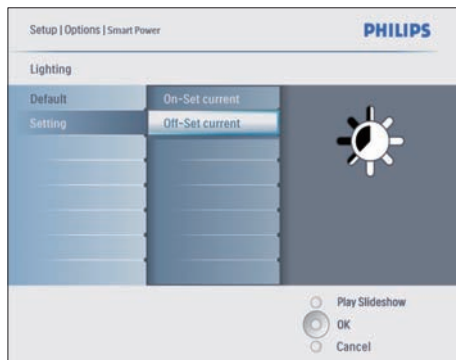 Setup | Options | Smart Power
PHILIPS
Lighting
Default
On-Set current
Setting
Off-Set current
Play Slideshow
OK
Cancel